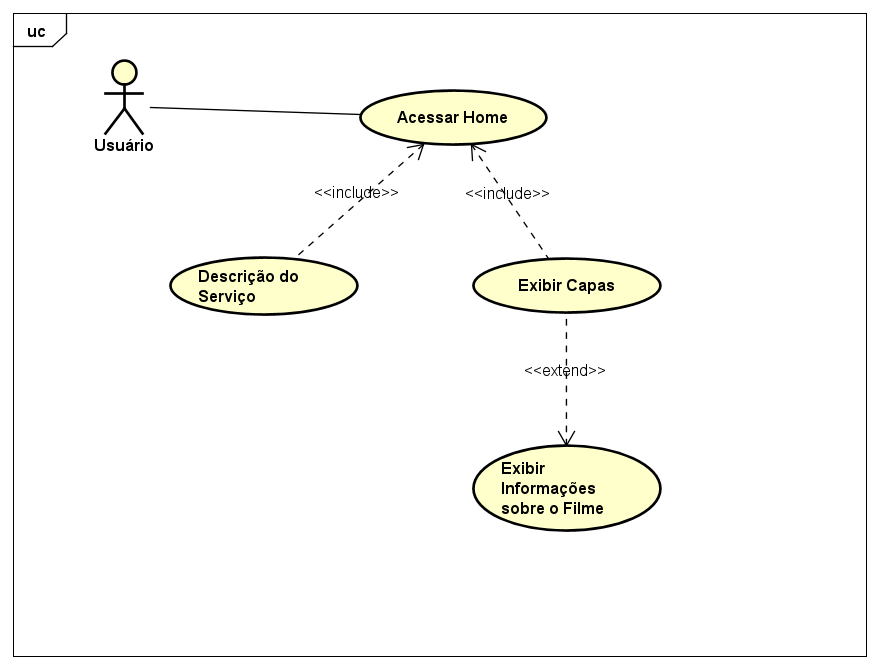 uc
Usuário
Acessar Home
<<include>>
<<include>>
Descrição do
Serviço
Exibir Capas
<<extend>>
Exibir
Informações
sobre o Filme